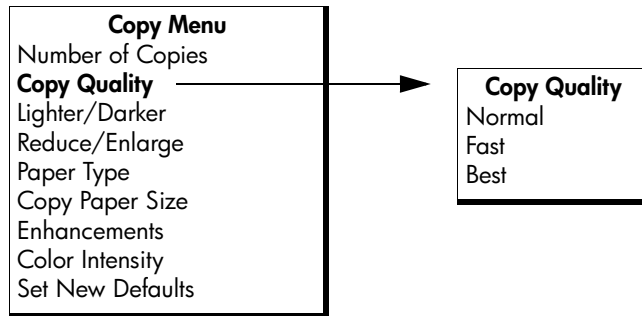 Copy Menu
Number of Copies
Copy Quality
Lighter/Darker
Reduce/Enlarge
Paper Type
Copy Paper Size
Enhancements
Color Intensity
Set New Defaults
Copy Quality
Normal
Fast
Best